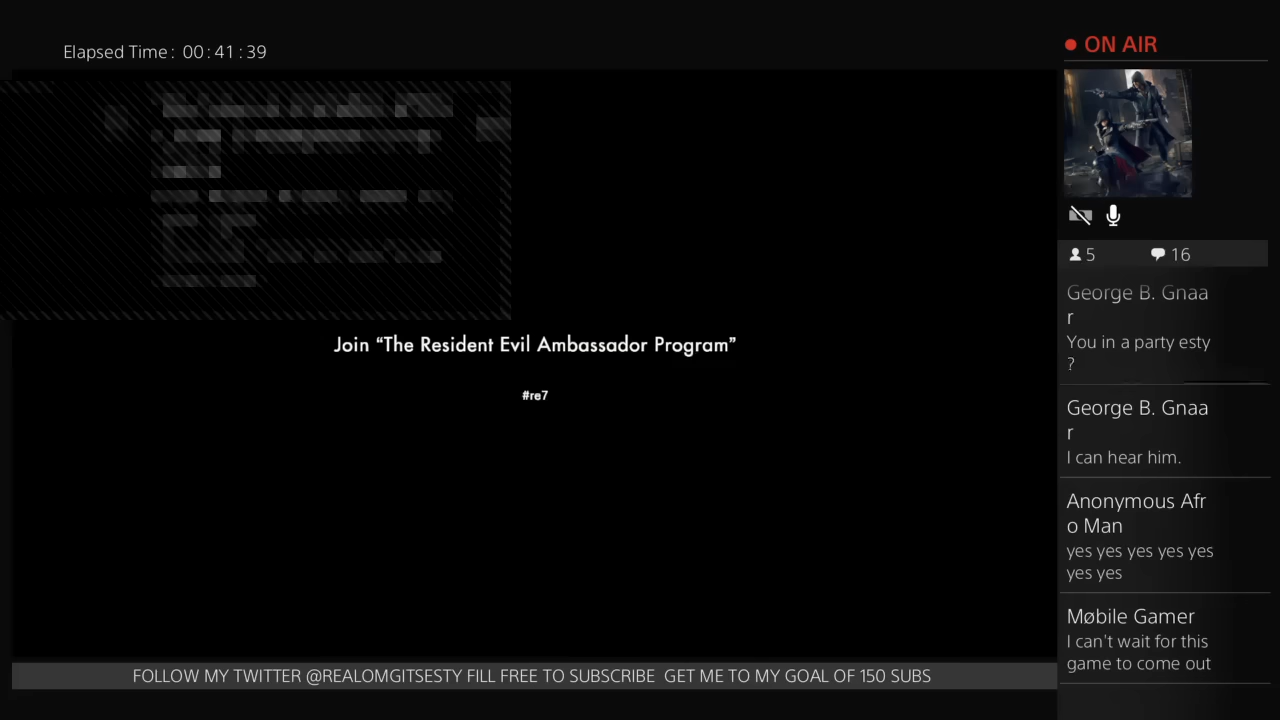 Elapsed Time: 00:41:39
ON AIR
5 16
George B. Gnaa
r
You in a party esty
?
Join “The Resident Evil Ambassador Program”
#re7
George B. Gnaa
r
I can hear him.
Anonymous Afr
o Man
yes yes yes yes yes
yes yes
Møbile Gamer
I can't wait for this
game to come out
FOLLOW MY TWITTER @REALOMGITSESTY FILL FREE TO SUBSCRIBE GET ME TO MY GOAL OF 150 SUBS